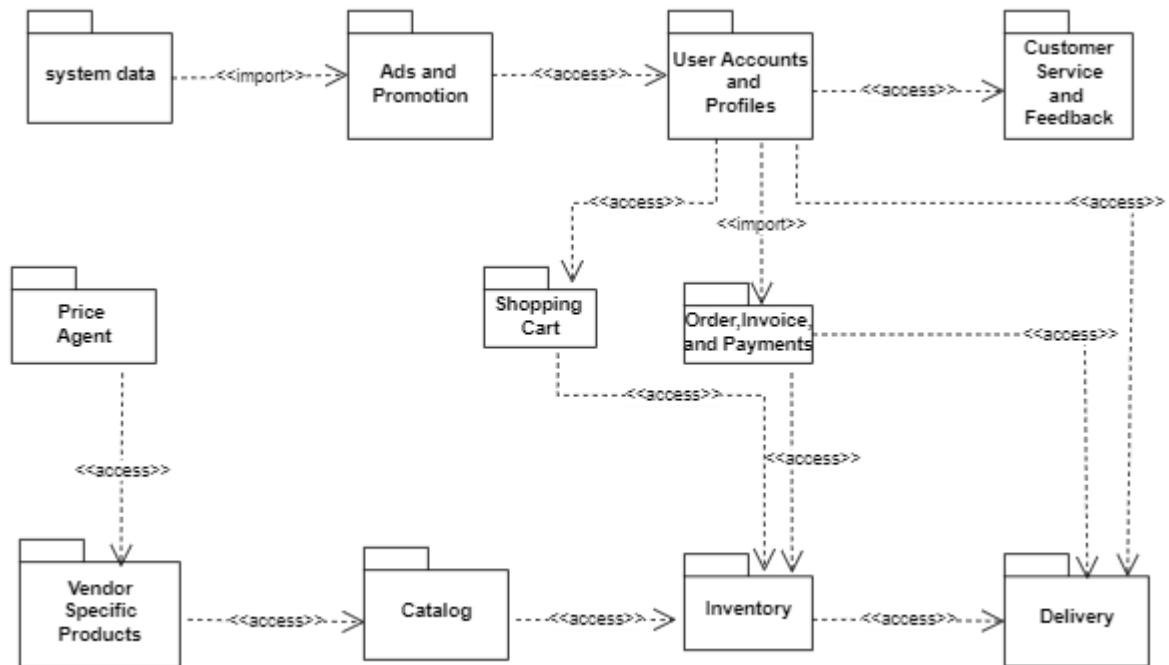 system data
<<import>>
Ads and
Promotion
<<access>>
User Accounts
and
Profiles
<<access>>
Customer
Service
and
Feedback
<<access>>
<<import>>
<<access>>
Price
Agent
Shopping
Cart
Order,Invoice,
and Payments
<<access>>
<<access>>
<<access>>
<<access>>
Vendor
Specific
Products
<<access>>
Catalog
<<access>>
Inventory
<<access>>
Delivery